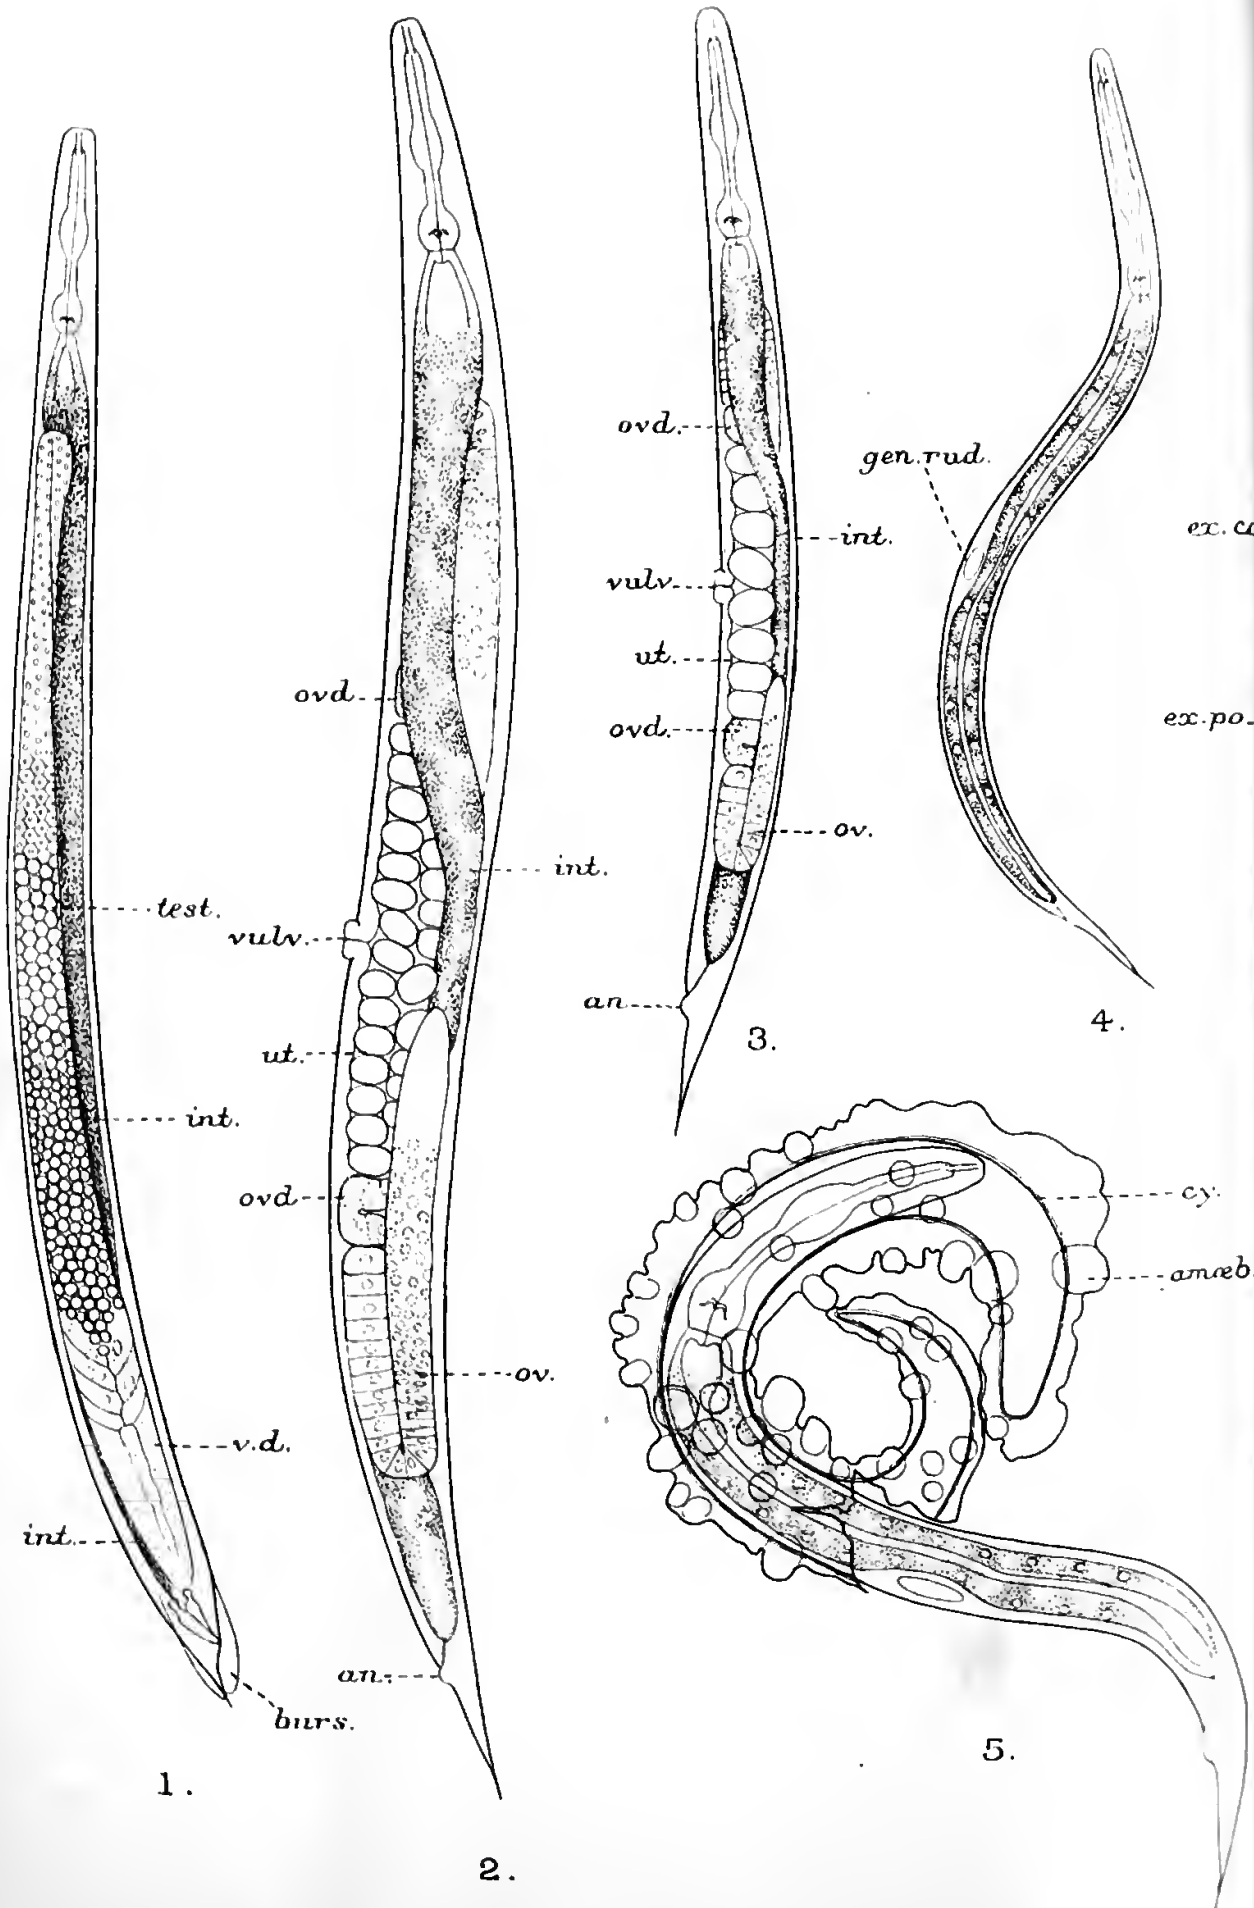 test.
int.
v.d.
int.
burs.
1.
ovd.
int.
vulv.
ut.
ovd.
ov.
an.
2.
ovd.
int.
vulv.
ut.
ovd.
ov.
an.
3.
gen.rud.
4.
ex.
ex.po.
cy.
amœb.
5.